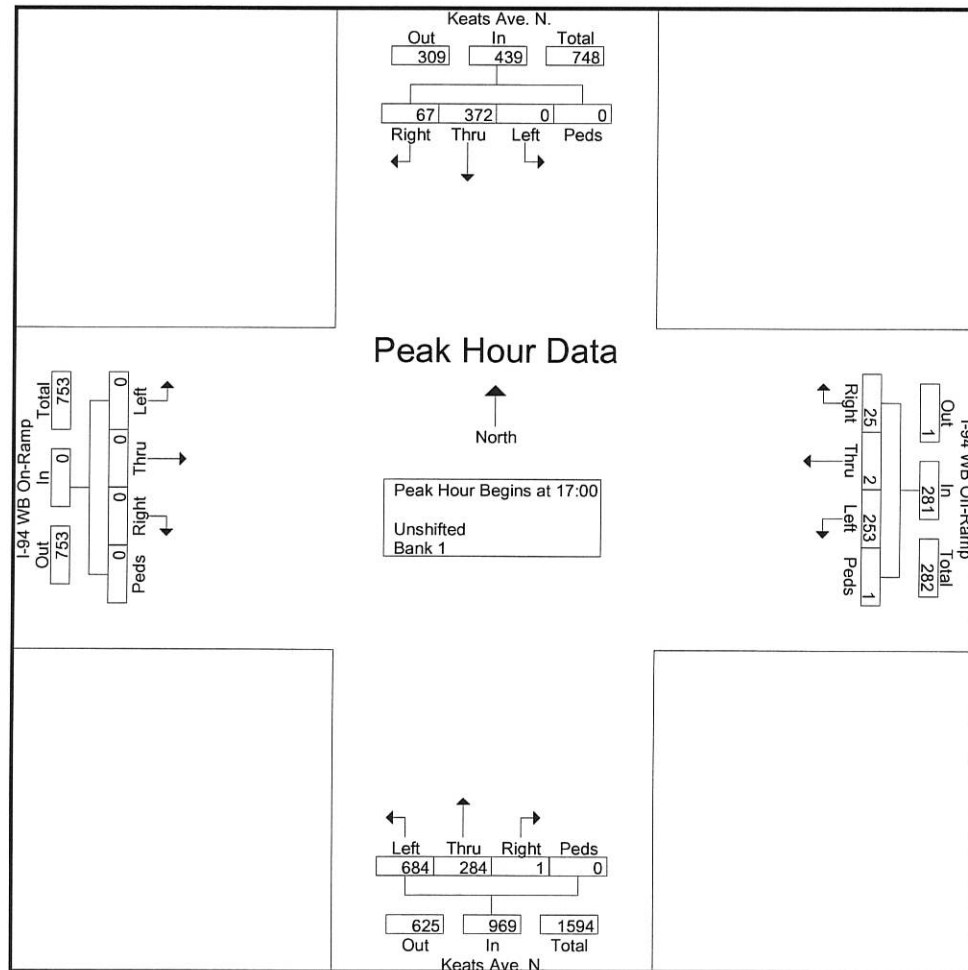 Keats Ave. N.
Out In Total
309 439 748
67 372 0 0
Right Thru Left Peds
Peak Hour Data
North
Peak Hour Begins at 17:00
Unshifted
Bank 1
I-94 WB On-Ramp
Out In Total
753 0 753
0 0 0 0
Left Thru Right Peds
I-94 WB On-Ramp
Out In Total
1 281 282
25 2 253 1
Right Thru Left Peds
Left Thru Right Peds
684 284 1 0
625 969 1594
Out In Total
Keats Ave. N.